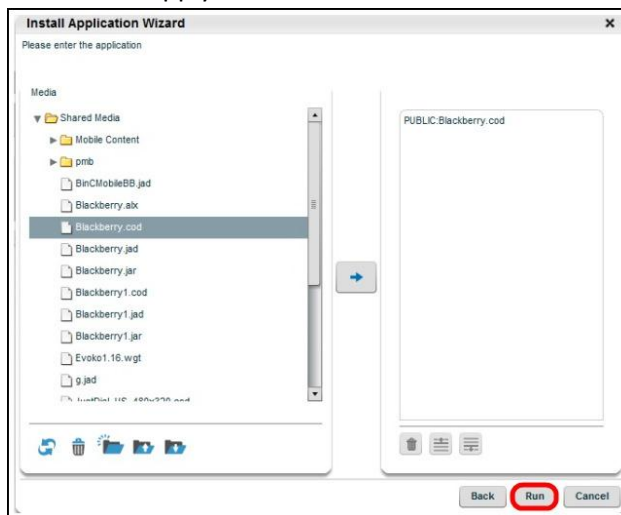 Install Application Wizard
Please enter the application
Media
Shared Media
Mobile Content
pmb
BinCMobileBB.jad
Blackberry.alx
Blackberry.cod
Blackberry.jad
Blackberry.jar
Blackberry1.cod
Blackberry1.jad
Blackberry1.jar
Evoko1.16.wgt
g.jad
PUBLIC:Blackberry.cod
Back Run Cancel